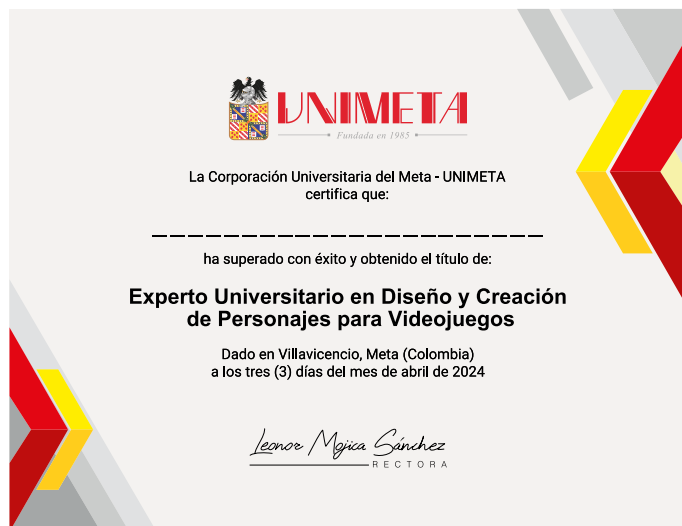 UNIMETA
Fundada en 1985
La Corporación Universitaria del Meta - UNIMETA
certifica que:
ha superado con éxito y obtenido el título de:
Experto Universitario en Diseño y Creación
de Personajes para Videojuegos
Dado en Villavicencio, Meta (Colombia)
a los tres (3) días del mes de abril de 2024
Leonor Mojica Sánchez
RECTORA